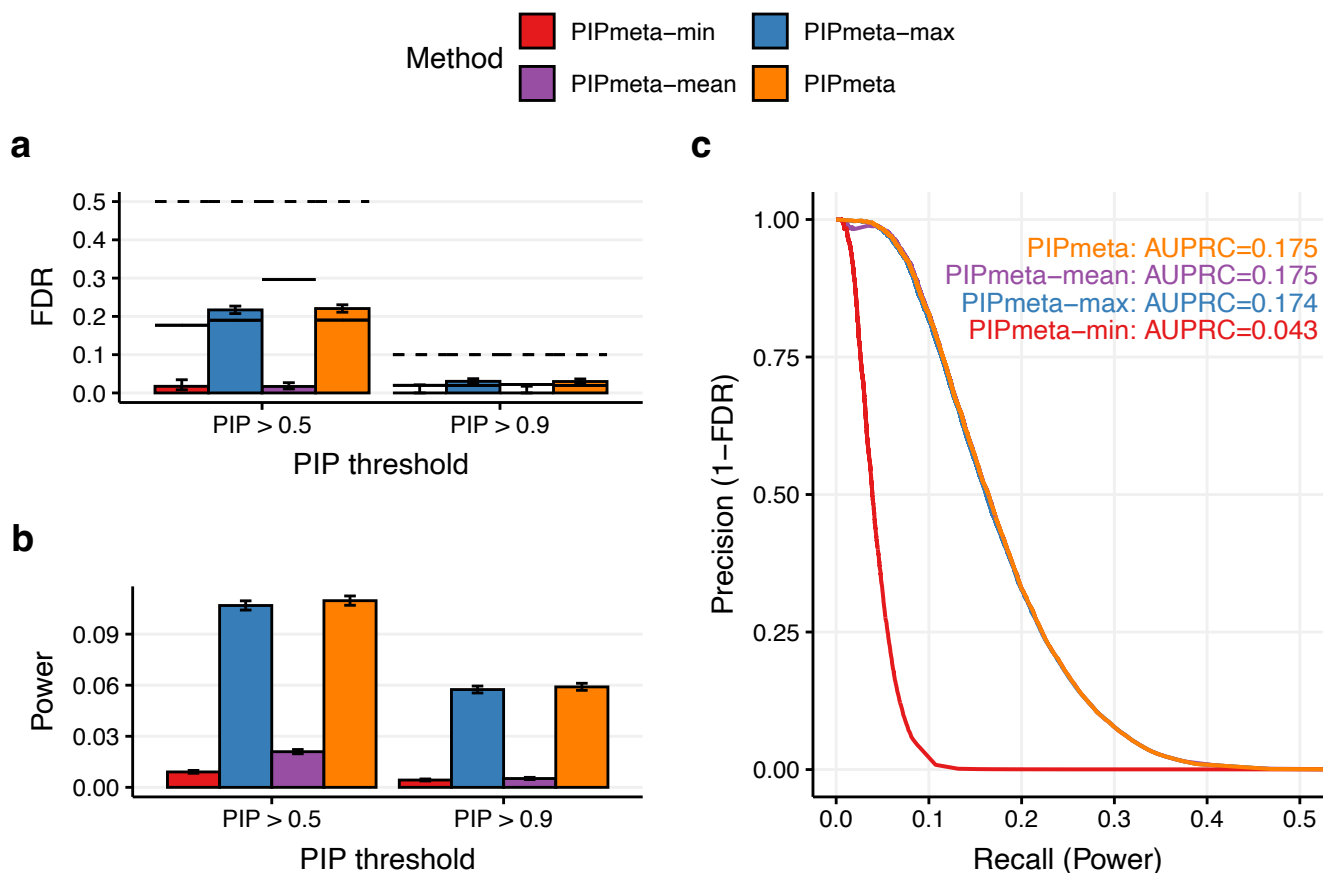 Method
PIPmeta−min
PIPmeta−max
PIPmeta−mean
PIPmeta
a
FDR
0.5
0.4
0.3
0.2
0.1
0.0
PIP > 0.5
PIP > 0.9
PIP threshold
b
Power
0.09
0.06
0.03
0.00
PIP > 0.5
PIP > 0.9
PIP threshold
c
Precision (1−FDR)
1.00
0.75
0.50
0.25
0.00
PIPmeta: AUPRC=0.175
PIPmeta−mean: AUPRC=0.175
PIPmeta−max: AUPRC=0.174
PIPmeta−min: AUPRC=0.043
0.0 0.1 0.2 0.3 0.4 0.5
Recall (Power)